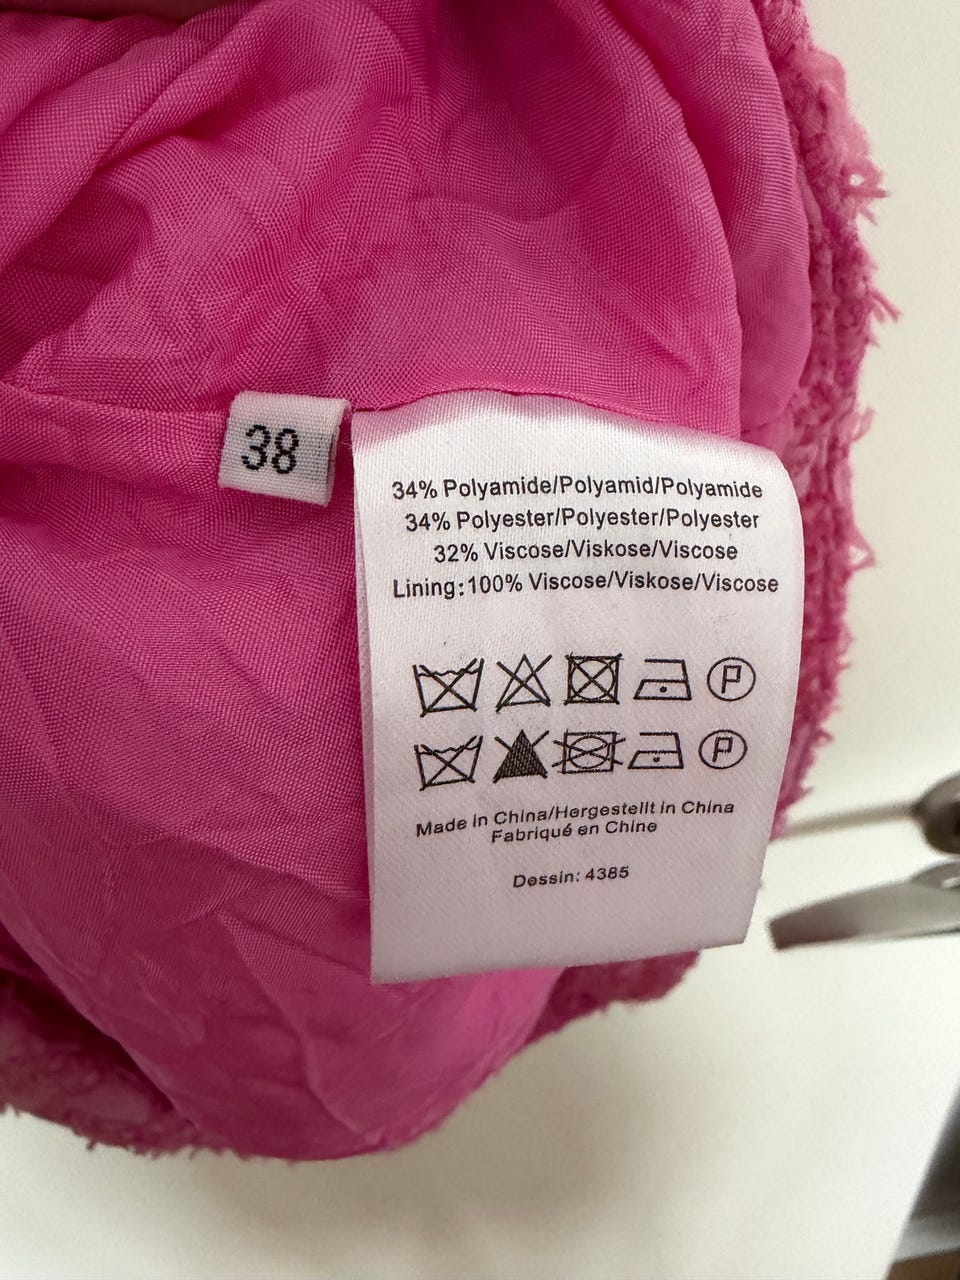 38
34% Polyamide/Polyamid/Polyamide
34% Polyester/Polyester/Polyester
32% Viscose/Viskose/Viscose
Lining:100% Viscose/Viskose/Viscose
P
P
Made in China/Hergestellt in China
Fabriqué en Chine
Dessin: 4385